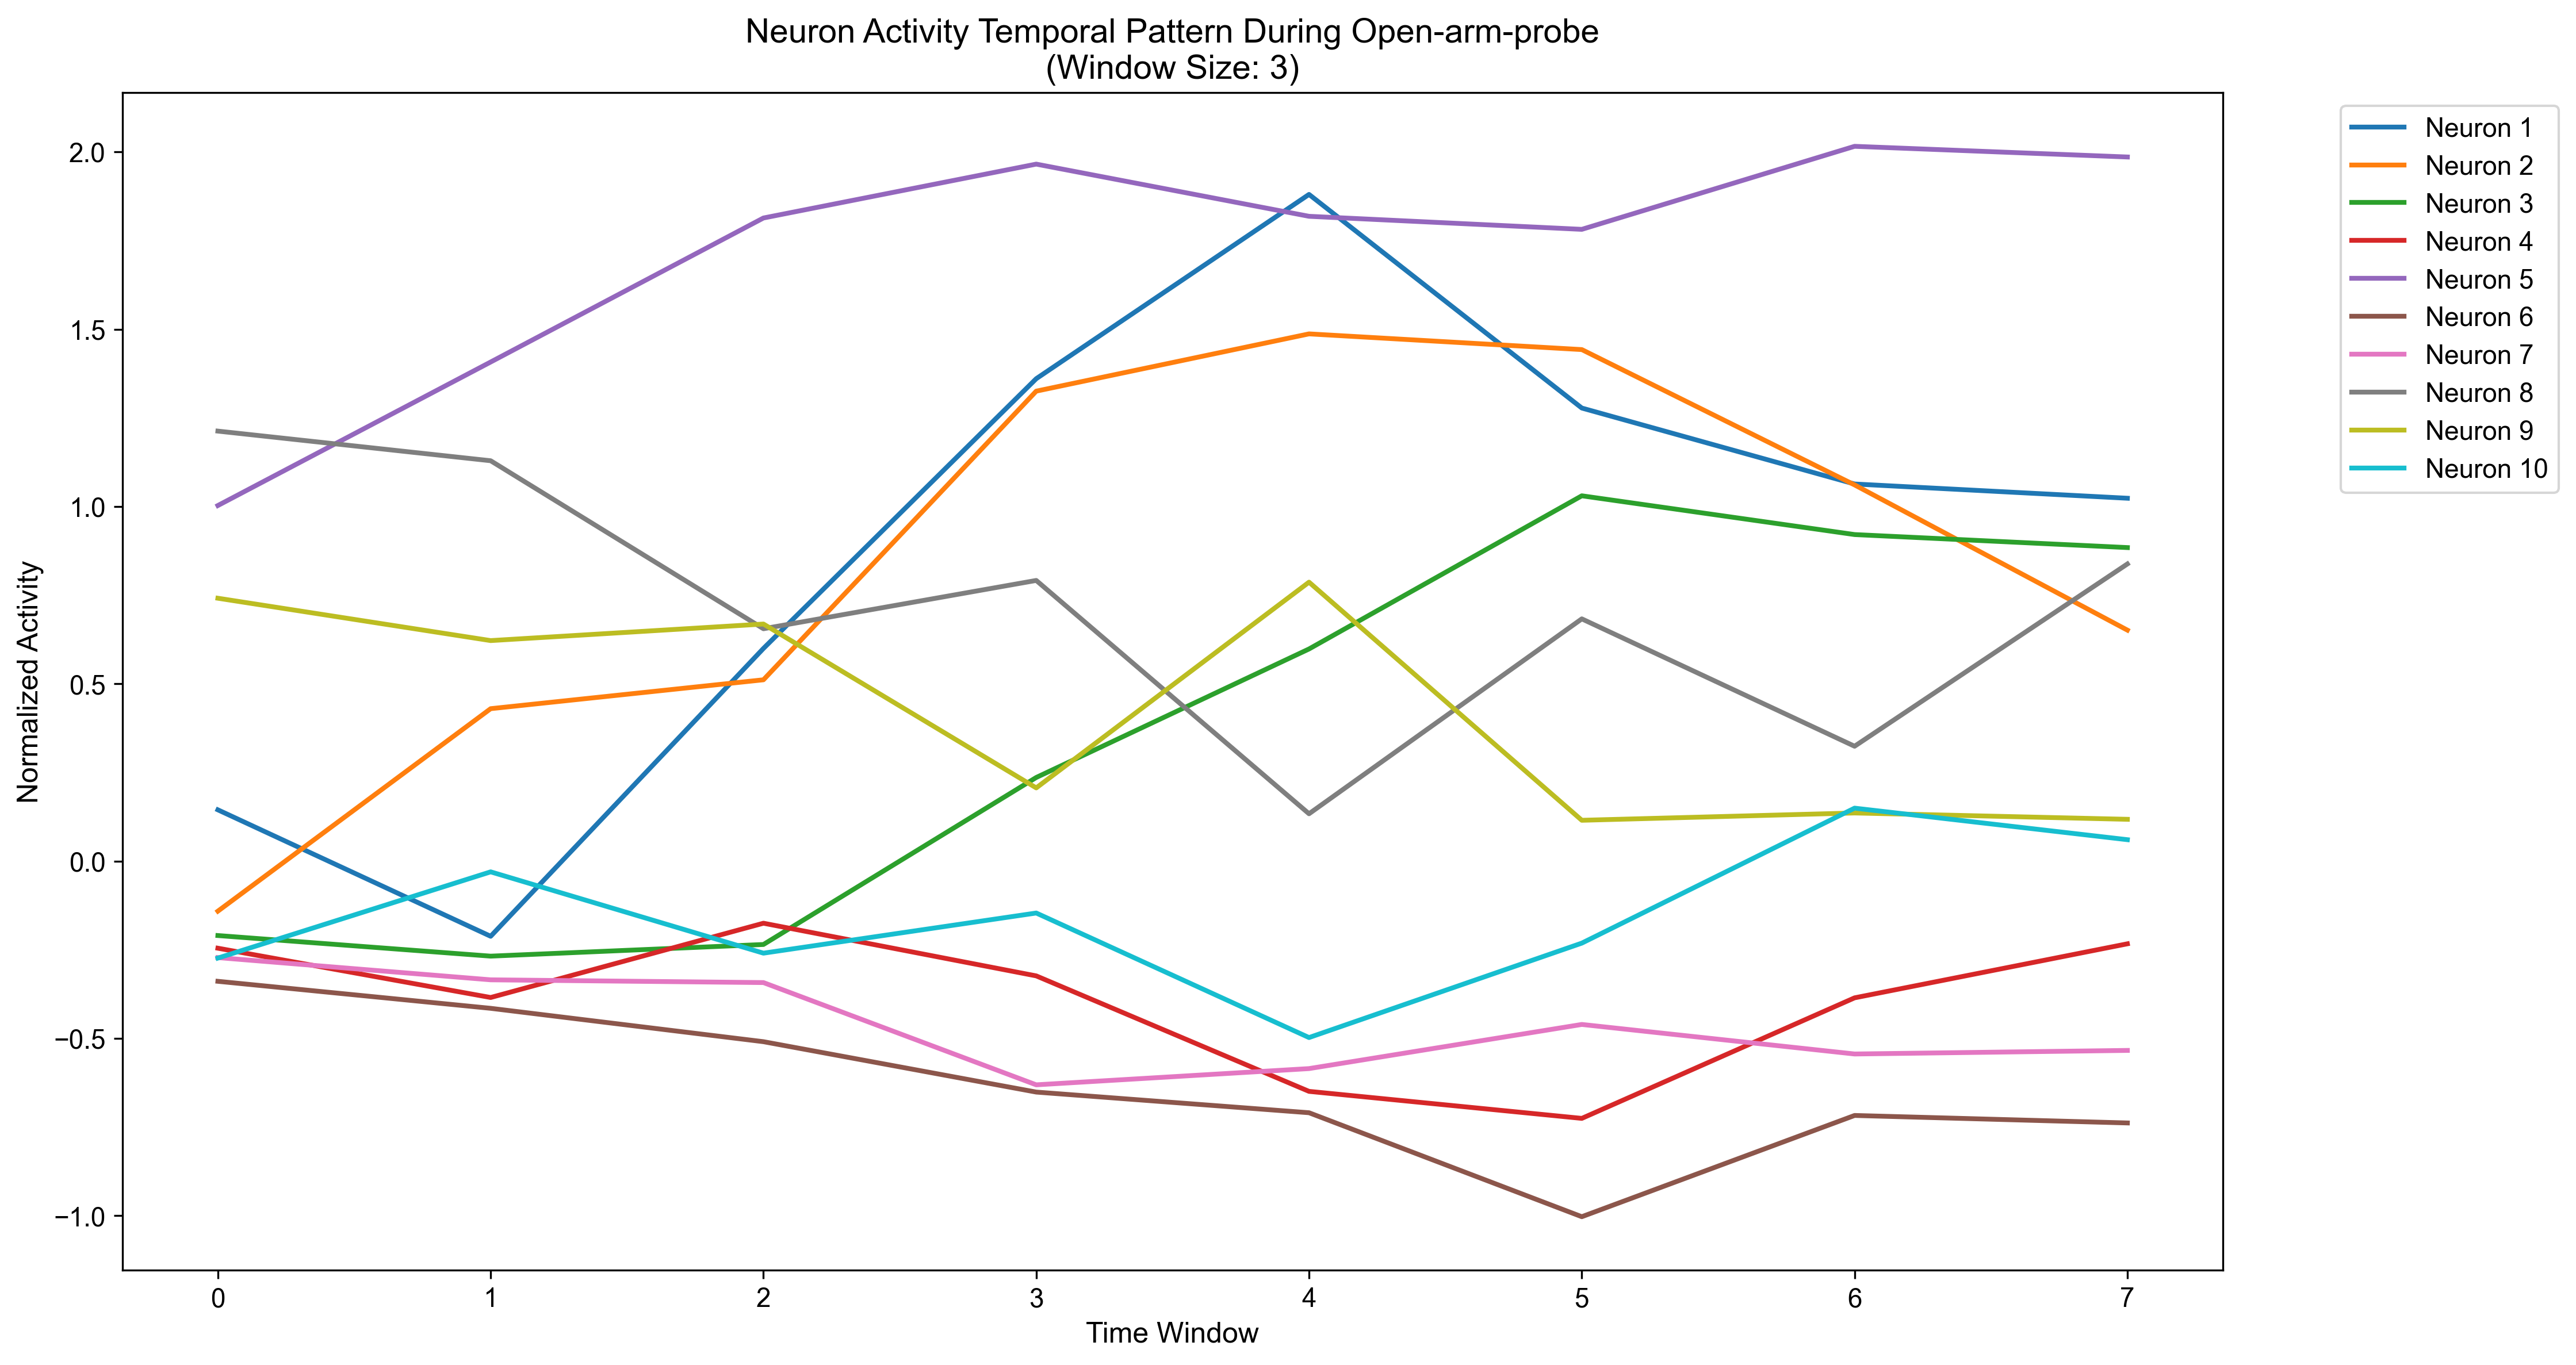 Neuron Activity Temporal Pattern During Open-arm-probe
(Window Size: 3)
Normalized Activity
2.0
1.5
1.0
0.5
0.0
−0.5
−1.0
0 1 2 3 4 5 6 7
Time Window
Neuron 1
Neuron 2
Neuron 3
Neuron 4
Neuron 5
Neuron 6
Neuron 7
Neuron 8
Neuron 9
Neuron 10